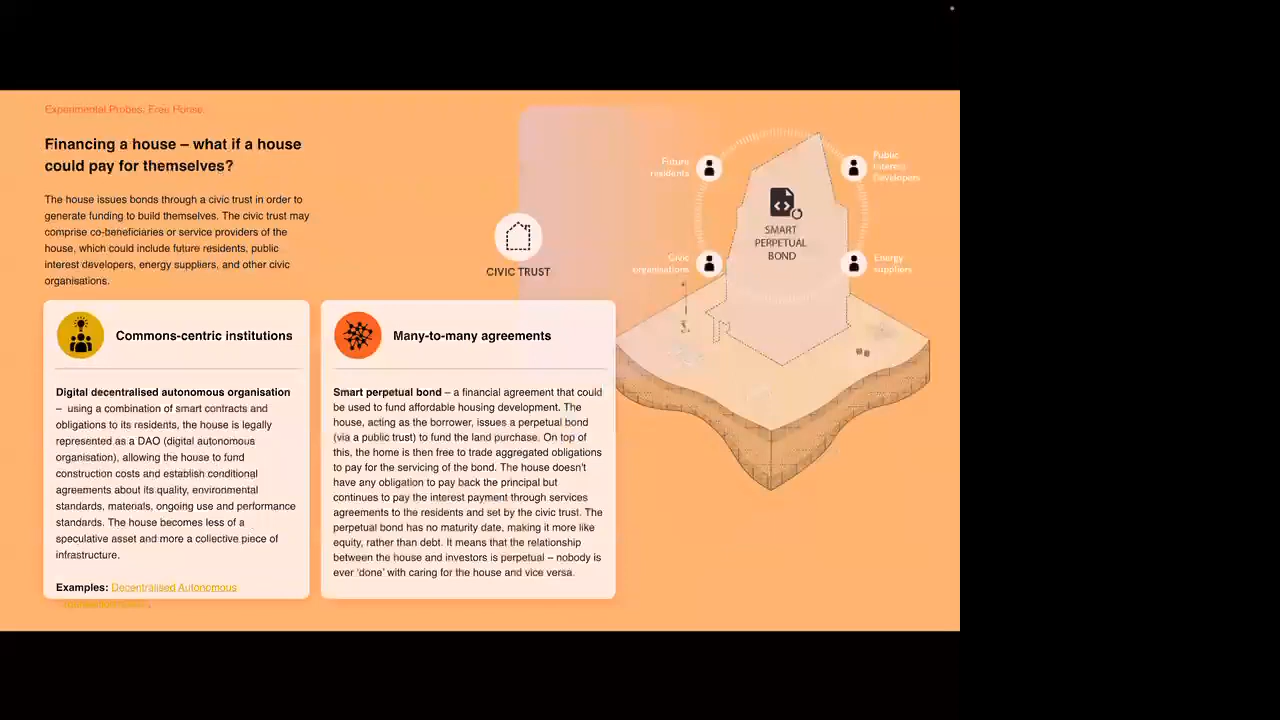 Experimental Probes: Free House
Financing a house – what if a house
could pay for themselves?
The house issues bonds through a civic trust in order to
generate funding to build themselves. The civic trust may
comprise co-beneficiaries or service providers of the
house, which could include future residents, public
interest developers, energy suppliers, and other civic
organisations.
Commons-centric institutions
Digital decentralised autonomous organisation
– using a combination of smart contracts and
obligations to its residents, the house is legally
represented as a DAO (digital autonomous
organisation), allowing the house to fund
construction costs and establish conditional
agreements about its quality, environmental
standards, materials, ongoing use and performance
standards. The house becomes less of a
speculative asset and more a collective piece of
infrastructure.
Examples: Decentralised Autonomous
Many-to-many agreements
Smart perpetual bond – a financial agreement that could
be used to fund affordable housing development. The
house, acting as the borrower, issues a perpetual bond
(via a public trust) to fund the land purchase. On top of
this, the home is then free to trade aggregated obligations
to pay for the servicing of the bond. The house doesn't
have any obligation to pay back the principal but
continues to pay the interest payment through services
agreements to the residents and set by the civic trust. The
perpetual bond has no maturity date, making it more like
equity, rather than debt. It means that the relationship
between the house and investors is perpetual – nobody is
ever 'done' with caring for the house and vice versa.
CIVIC TRUST
Future
residents
Public
Interest
Developers
SMART
PERPETUAL
BOND
Civic
organisations
Energy
suppliers